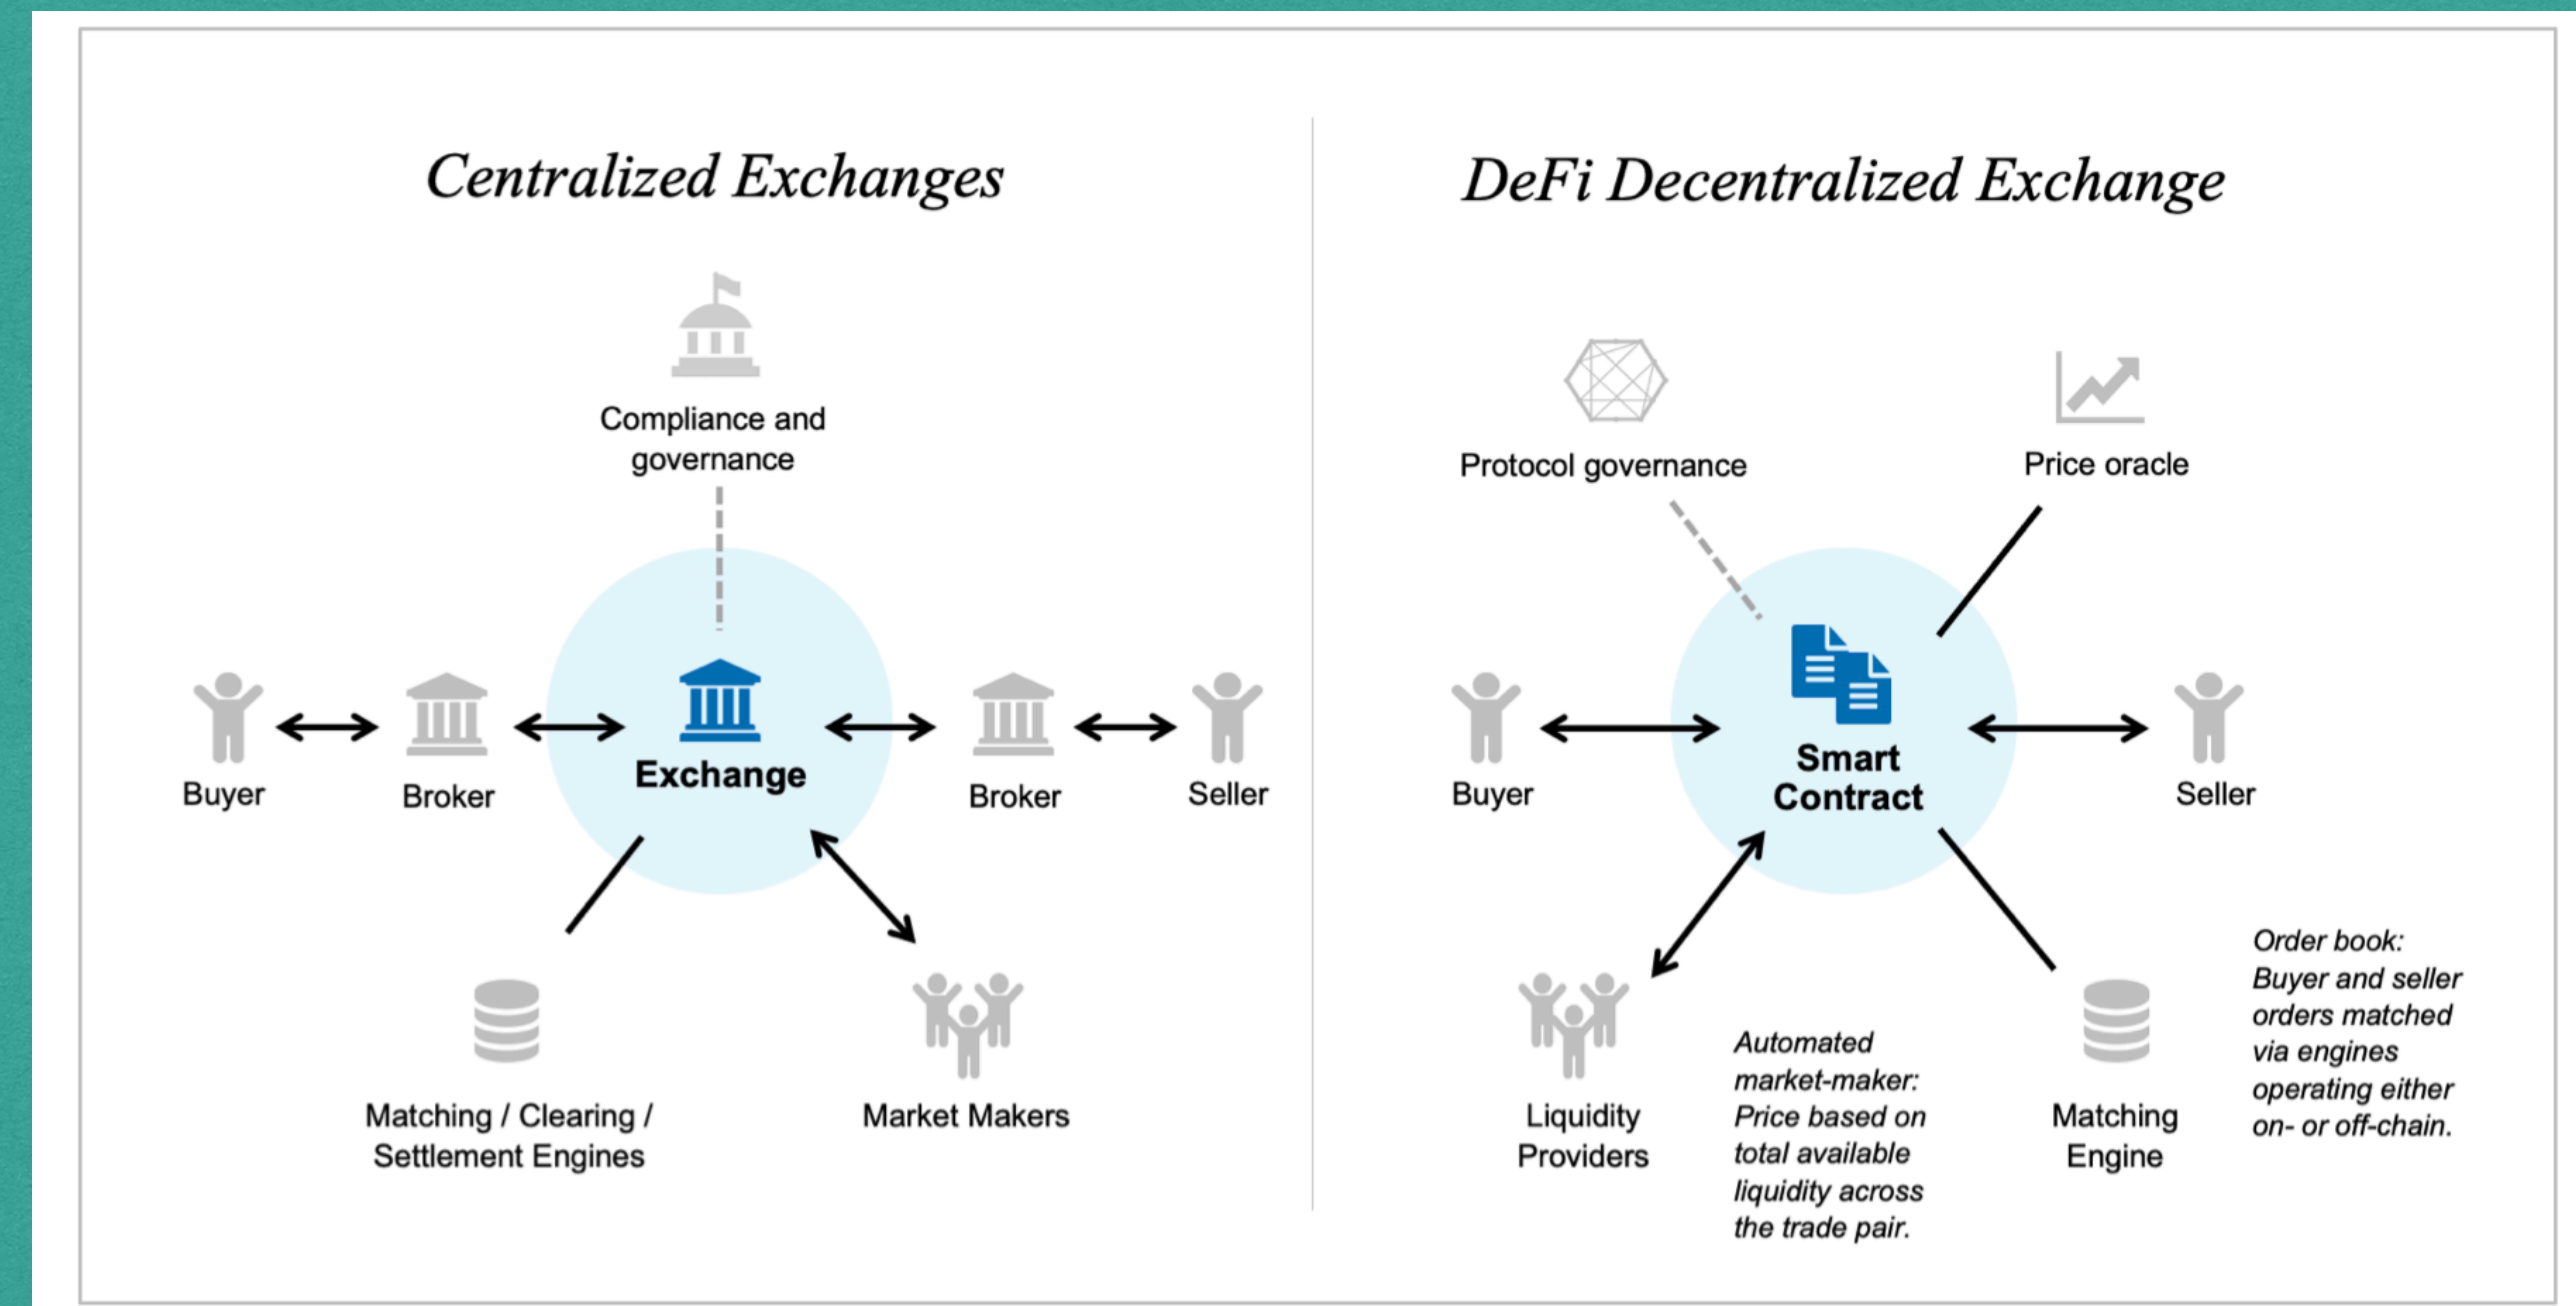 Centralized Exchanges
Compliance and
governance
Buyer
Broker
Exchange
Broker
Seller
Matching / Clearing /
Settlement Engines
Market Makers
DeFi Decentralized Exchange
Protocol governance
Price oracle
Buyer
Smart
Contract
Seller
Liquidity
Providers
Automated
market-maker:
Price based on
total available
liquidity across
the trade pair.
Matching
Engine
Order book:
Buyer and seller
orders matched
via engines
operating either
on- or off-chain.